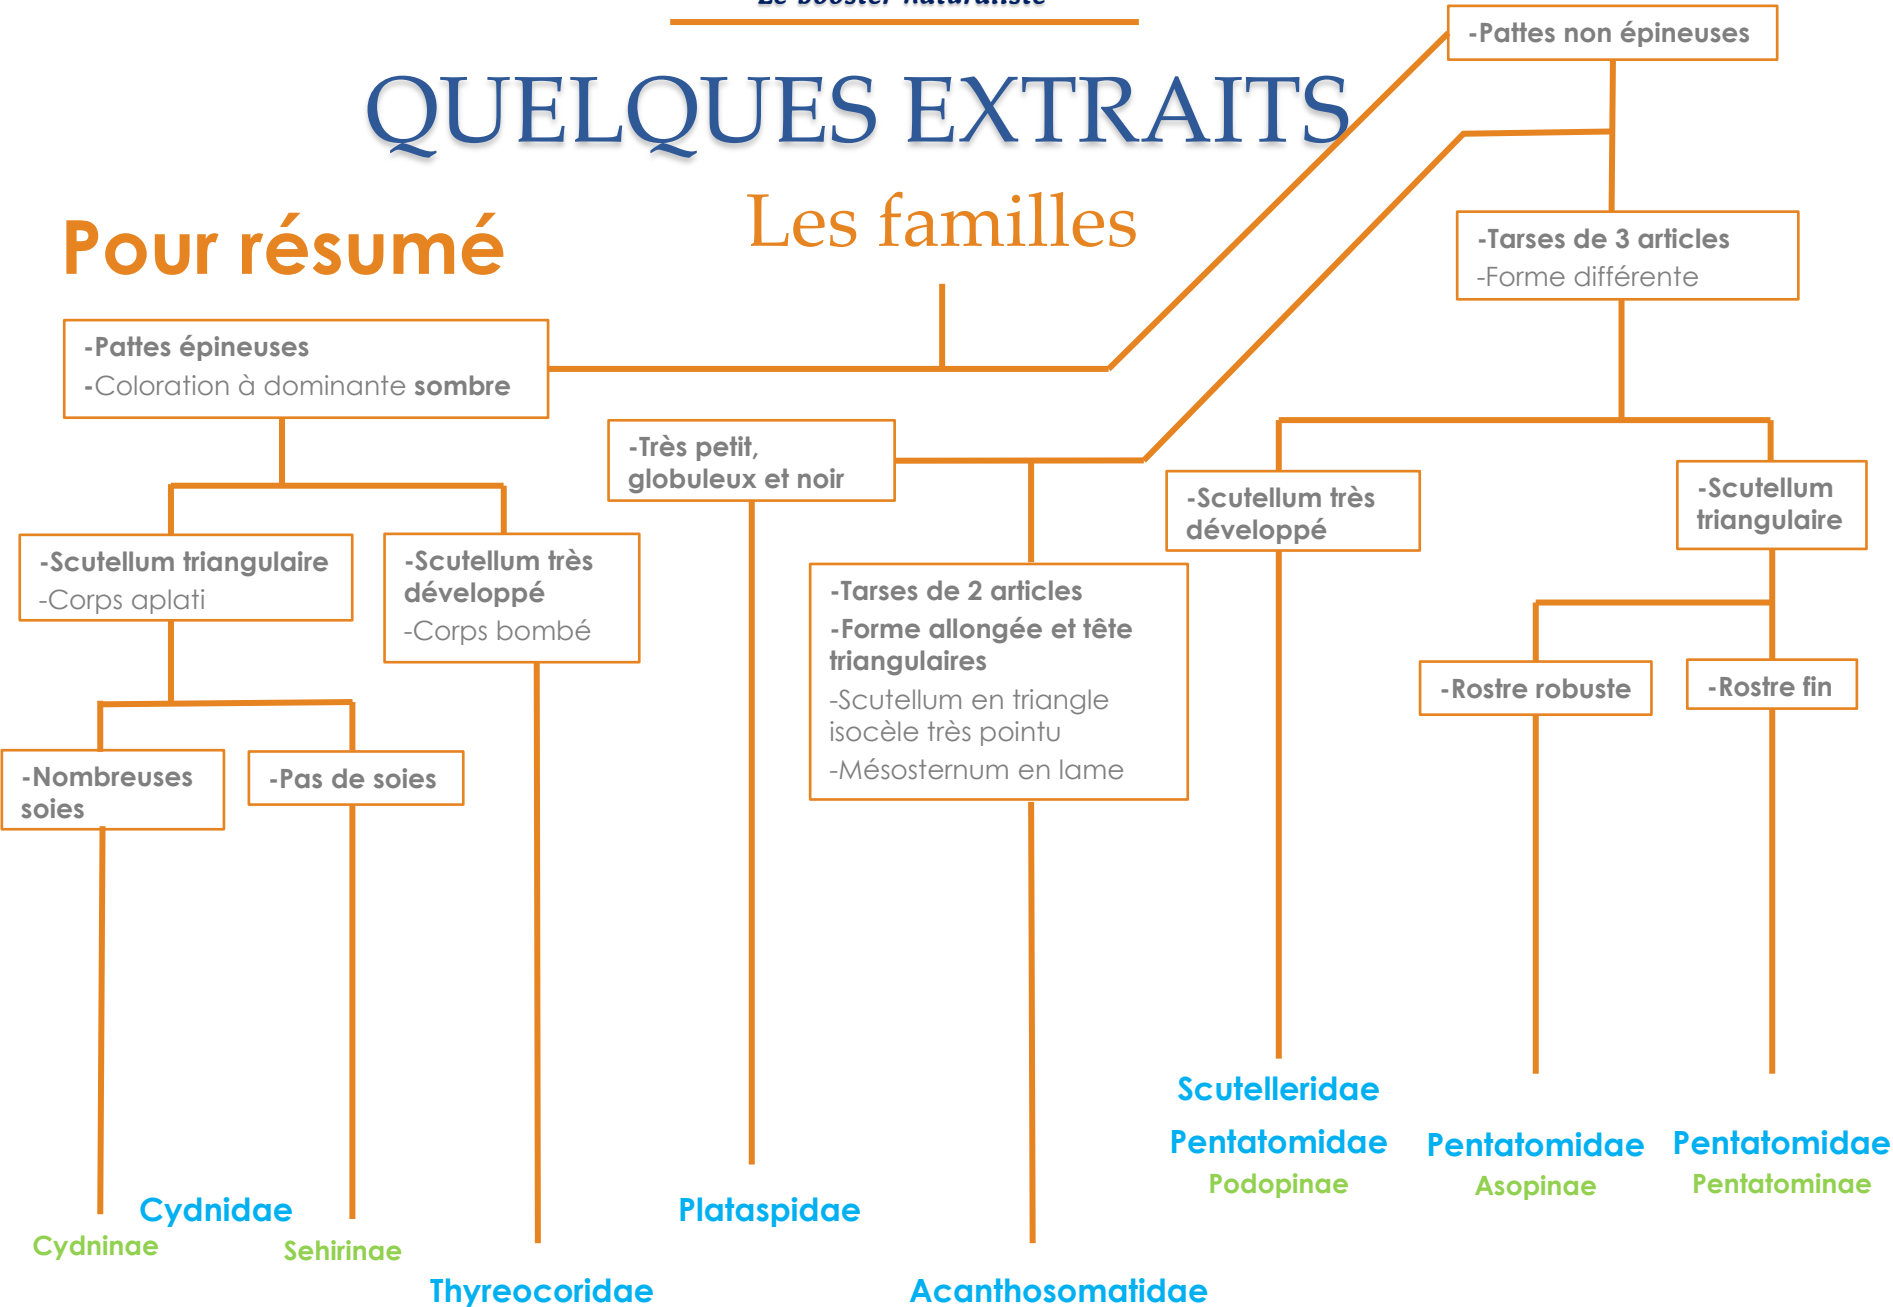 Le booster naturaliste
QUELQUES EXTRAITS
Les familles
Pour résumé
-Pattes non épineuses
-Tarses de 3 articles
-Forme différente
-Pattes épineuses
-Coloration à dominante sombre
-Très petit,
globuleux et noir
-Scutellum très
développé
-Scutellum
triangulaire
-Scutellum triangulaire
-Corps aplati
-Scutellum très
développé
-Corps bombé
-Tarses de 2 articles
-Forme allongée et tête
triangulaires
-Scutellum en triangle
isocèle très pointu
-Mésosternum en lame
-Rostre robuste
-Rostre fin
-Nombreuses
soies
-Pas de soies
Scutelleridae
Pentatomidae
Podopinae
Pentatomidae
Asopinae
Pentatomidae
Pentatominae
Cydnidae
Cydninae
Sehirinae
Plataspidae
Thyreocoridae
Acanthosomatidae